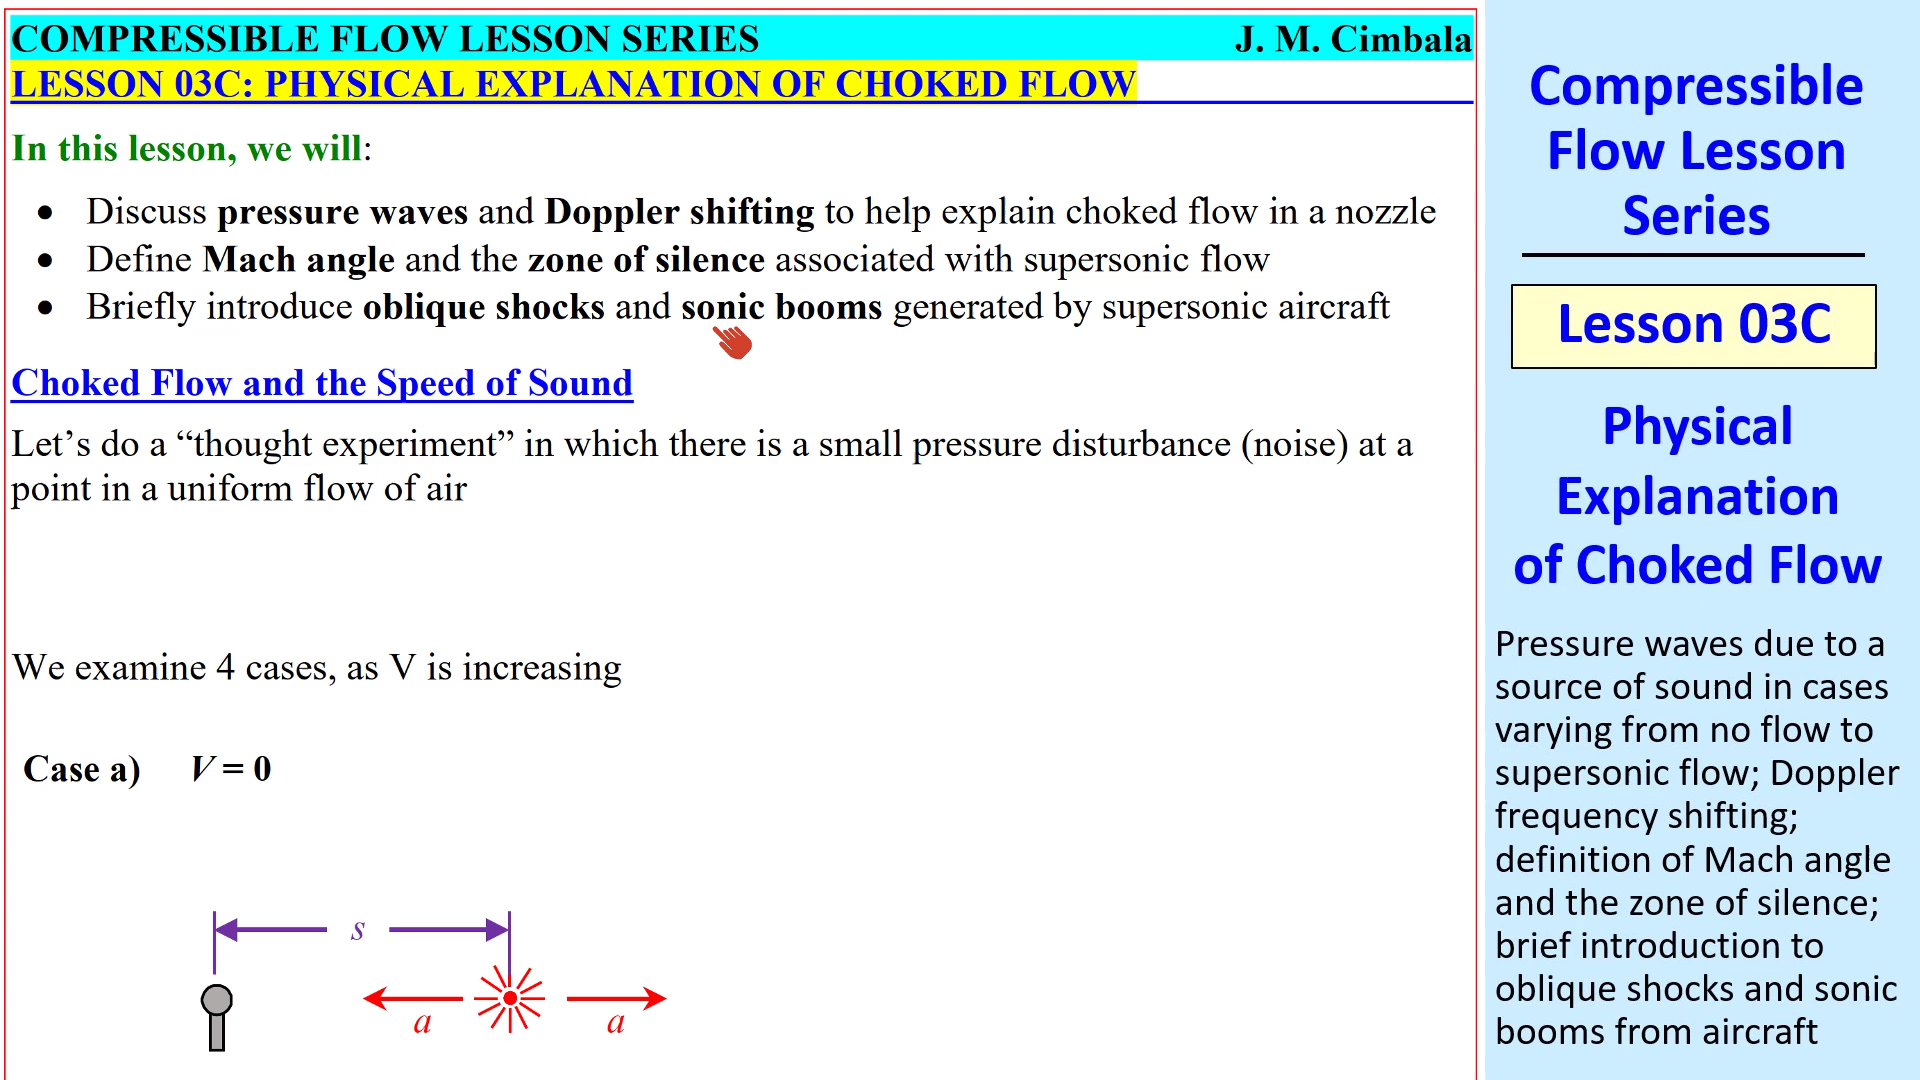 COMPRESSIBLE FLOW LESSON SERIES J. M. Cimbala
LESSON 03C: PHYSICAL EXPLANATION OF CHOKED FLOW
In this lesson, we will:
• Discuss pressure waves and Doppler shifting to help explain choked flow in a nozzle
• Define Mach angle and the zone of silence associated with supersonic flow
• Briefly introduce oblique shocks and sonic booms generated by supersonic aircraft
Choked Flow and the Speed of Sound
Let’s do a “thought experiment” in which there is a small pressure disturbance (noise) at a
point in a uniform flow of air
We examine 4 cases, as V is increasing
Case a) V = 0
s
a a
Compressible
Flow Lesson
Series
Lesson 03C
Physical
Explanation
of Choked Flow
Pressure waves due to a
source of sound in cases
varying from no flow to
supersonic flow; Doppler
frequency shifting;
definition of Mach angle
and the zone of silence;
brief introduction to
oblique shocks and sonic
booms from aircraft